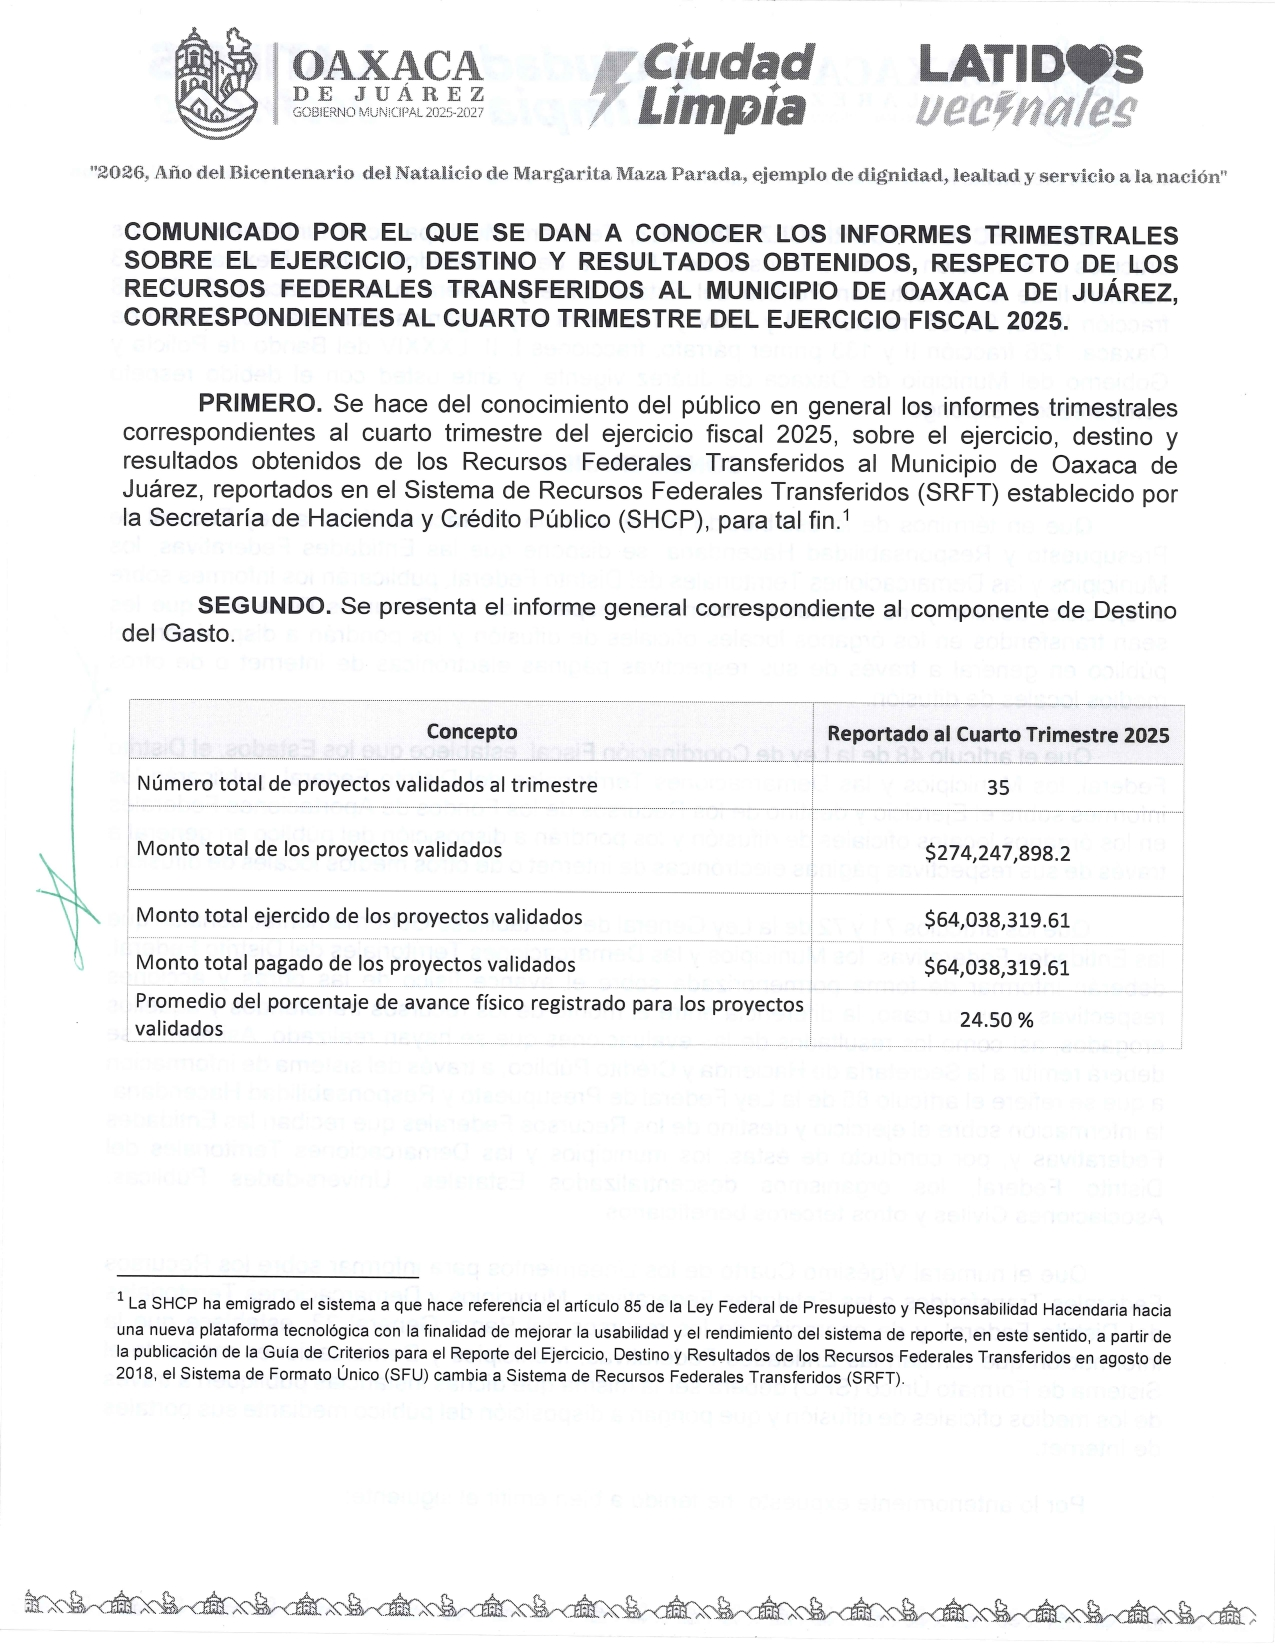 OAXACA
DE JUÁREZ
GOBIERNO MUNICIPAL 2025-2027
Ciudad
Limpia
LATIDOS
vecinales
"2026, Año del Bicentenario del Natalicio de Margarita Maza Parada, ejemplo de dignidad, lealtad y servicio a la nación"
COMUNICADO POR EL QUE SE DAN A CONOCER LOS INFORMES TRIMESTRALES
SOBRE EL EJERCICIO, DESTINO Y RESULTADOS OBTENIDOS, RESPECTO DE LOS
RECURSOS FEDERALES TRANSFERIDOS AL MUNICIPIO DE OAXACA DE JUÁREZ,
CORRESPONDIENTES AL CUARTO TRIMESTRE DEL EJERCICIO FISCAL 2025.
PRIMERO. Se hace del conocimiento del público en general los informes trimestrales
correspondientes al cuarto trimestre del ejercicio fiscal 2025, sobre el ejercicio, destino y
resultados obtenidos de los Recursos Federales Transferidos al Municipio de Oaxaca de
Juárez, reportados en el Sistema de Recursos Federales Transferidos (SRFT) establecido por
la Secretaría de Hacienda y Crédito Público (SHCP), para tal fin.¹
SEGUNDO. Se presenta el informe general correspondiente al componente de Destino
del Gasto.
Concepto Reportado al Cuarto Trimestre 2025
Número total de proyectos validados al trimestre 35
Monto total de los proyectos validados $274,247,898.2
Monto total ejercido de los proyectos validados $64,038,319.61
Monto total pagado de los proyectos validados $64,038,319.61
Promedio del porcentaje de avance físico registrado para los proyectos
validados 24.50 %
¹ La SHCP ha emigrado el sistema a que hace referencia el artículo 85 de la Ley Federal de Presupuesto y Responsabilidad Hacendaria hacia
una nueva plataforma tecnológica con la finalidad de mejorar la usabilidad y el rendimiento del sistema de reporte, en este sentido, a partir de
la publicación de la Guía de Criterios para el Reporte del Ejercicio, Destino y Resultados de los Recursos Federales Transferidos en agosto de
2018, el Sistema de Formato Único (SFU) cambia a Sistema de Recursos Federales Transferidos (SRFT).